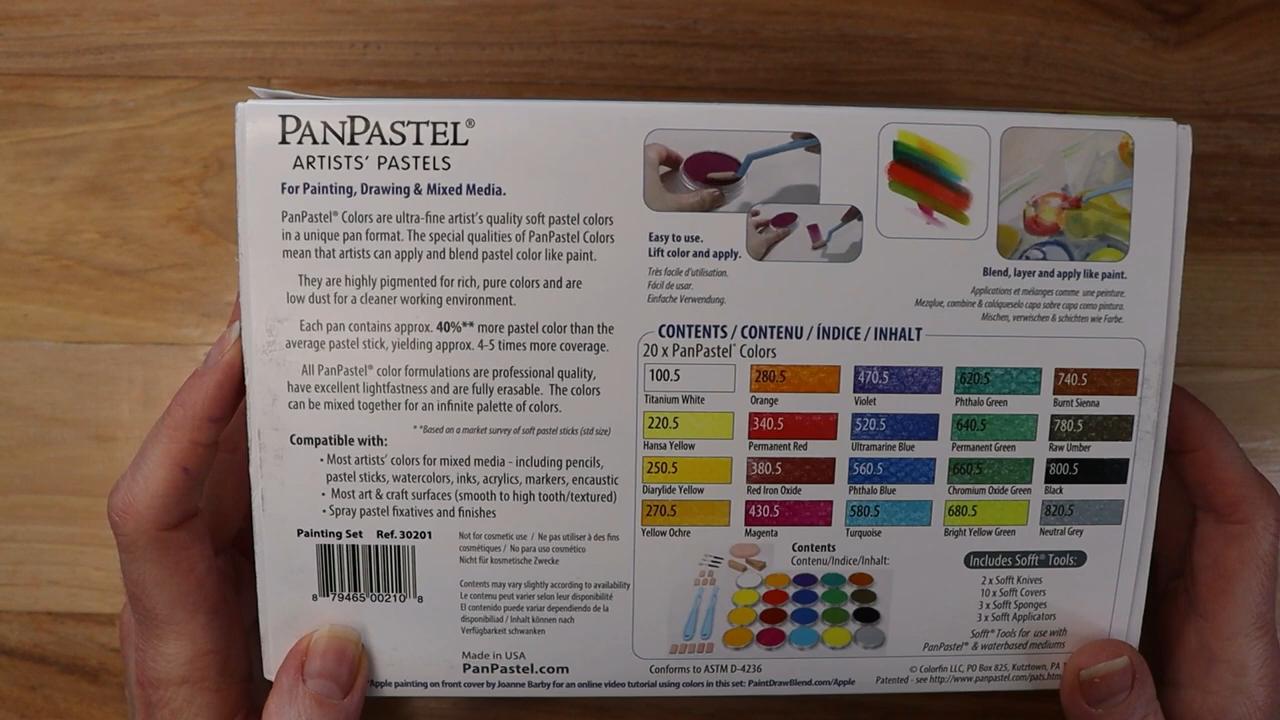 PANPASTEL®
ARTISTS' PASTELS
For Painting, Drawing & Mixed Media.
PanPastel® Colors are ultra-fine artist's quality soft pastel colors
in a unique pan format. The special qualities of PanPastel Colors
mean that artists can apply and blend pastel color like paint.
They are highly pigmented for rich, pure colors and are
low dust for a cleaner working environment.
Each pan contains approx. 40%** more pastel color than the
average pastel stick, yielding approx. 4-5 times more coverage.
All PanPastel® color formulations are professional quality,
have excellent lightfastness and are fully erasable. The colors
can be mixed together for an infinite palette of colors.
**Based on a market survey of soft pastel sticks (std size)
Compatible with:
• Most artists' colors for mixed media - including pencils,
pastel sticks, watercolors, inks, acrylics, markers, encaustic
• Most art & craft surfaces (smooth to high tooth/textured)
• Spray pastel fixatives and finishes
Painting Set Ref. 30201
8 79465 00210 8
Not for cosmetic use / Ne pas utiliser à des fins
cosmétiques / No para uso cosmético
Nicht für kosmetische Zwecke
Contents may vary slightly according to availability
Le contenu peut varier selon leur disponibilité
El contenido puede variar dependiendo de la
disponibiliad / Inhalt können nach
Verfügbarkeit schwanken
Made in USA
PanPastel.com
Easy to use.
Lift color and apply.
Très facile d'utilisation.
Fácil de usar.
Einfache Verwendung.
Blend, layer and apply like paint.
Applications et mélanges comme une peinture.
Mezqlue, combine & colóquselo capa sobre capa como pintura.
Mischen, verwischen & schichten wie Farbe.
CONTENTS / CONTENU / ÍNDICE / INHALT
20 x PanPastel® Colors
100.5 280.5 470.5 620.5 740.5
Titanium White Orange Violet Phthalo Green Burnt Sienna
220.5 340.5 520.5 640.5 780.5
Hansa Yellow Permanent Red Ultramarine Blue Permanent Green Raw Umber
250.5 380.5 560.5 660.5 800.5
Diarylide Yellow Red Iron Oxide Phthalo Blue Chromium Oxide Green Black
270.5 430.5 580.5 680.5 820.5
Yellow Ochre Magenta Turquoise Bright Yellow Green Neutral Grey
Contents
Contenu/Indice/Inhalt:
Includes Sofft® Tools:
2 x Sofft Knives
10 x Sofft Covers
3 x Sofft Sponges
3 x Sofft Applicators
Sofft® Tools for use with
PanPastel® & waterbased mediums
Conforms to ASTM D-4236
© Colorfin LLC, PO Box 825, Kutztown, PA
Patented - see http://www.panpastel.com/pats.htm
*Apple painting on front cover by Joanne Barby for an online video tutorial using colors in this set: PaintDrawBlend.com/Apple